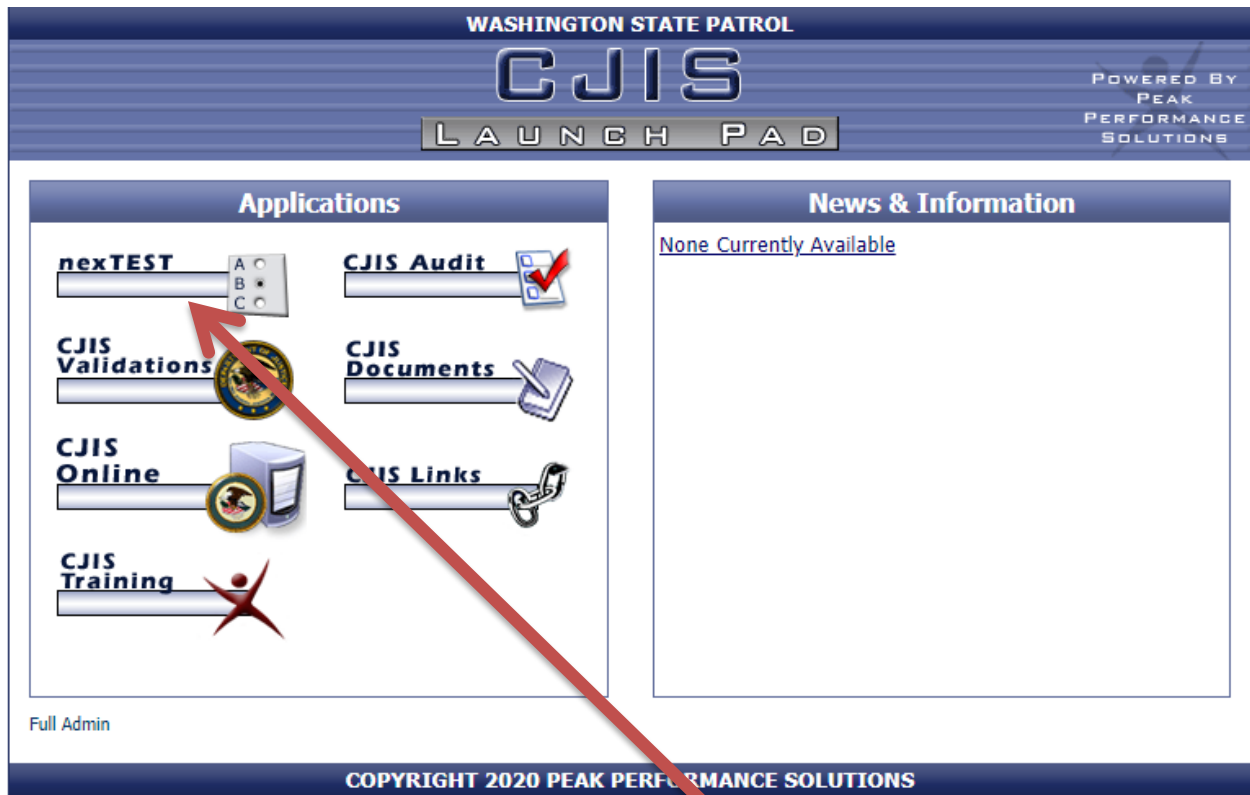 WASHINGTON STATE PATROL
CJIS
LAUNCH PAD
POWERED BY
PEAK
PERFORMANCE
SOLUTIONS
Applications
nexTEST
A
B
C
CJIS Audit
CJIS
Validations
CJIS
Documents
CJIS
Online
CJIS Links
CJIS
Training
Full Admin
News & Information
None Currently Available
COPYRIGHT 2020 PEAK PERFORMANCE SOLUTIONS